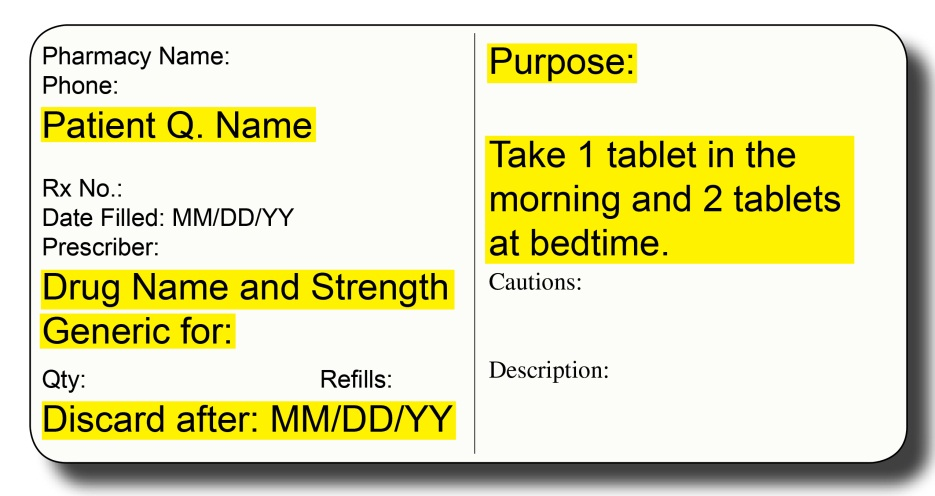 Pharmacy Name:
Phone:
Patient Q. Name
Rx No.:
Date Filled: MM/DD/YY
Prescriber:
Drug Name and Strength
Generic for:
Qty: Refills:
Discard after: MM/DD/YY
Purpose:
Take 1 tablet in the
morning and 2 tablets
at bedtime.
Cautions:
Description: